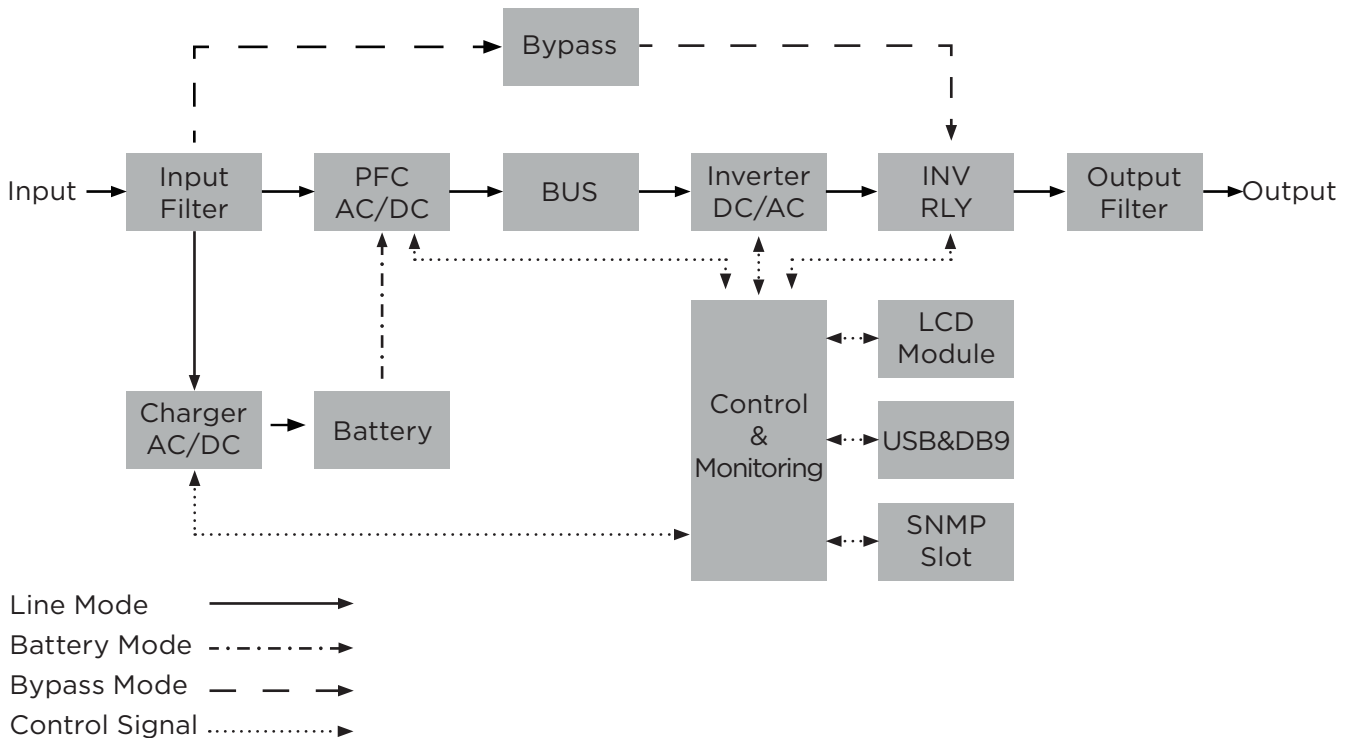 Bypass
Input
Input
Filter
PFC
AC/DC
BUS
Inverter
DC/AC
INV
RLY
Output
Filter
Output
Charger
AC/DC
Battery
Control
&
Monitoring
LCD
Module
USB&DB9
SNMP
Slot
Line Mode
Battery Mode
Bypass Mode
Control Signal